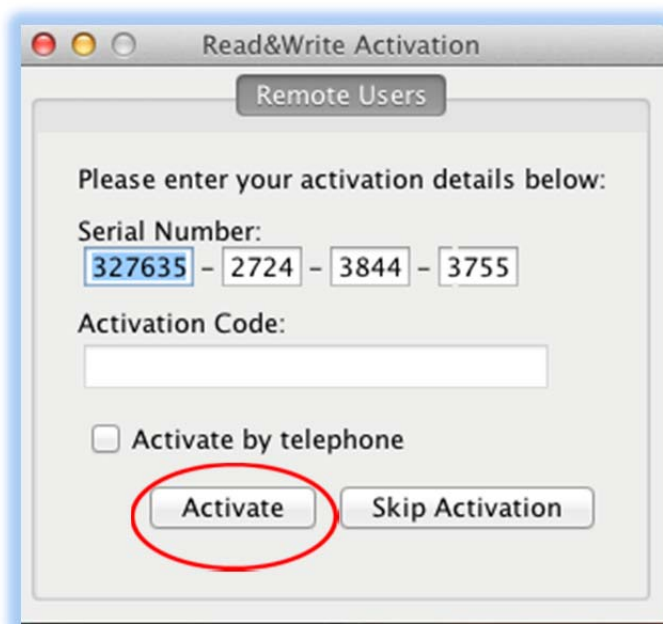 Read&Write Activation
Remote Users
Please enter your activation details below:
Serial Number:
327635 - 2724 - 3844 - 3755
Activation Code:
Activate by telephone
Activate Skip Activation